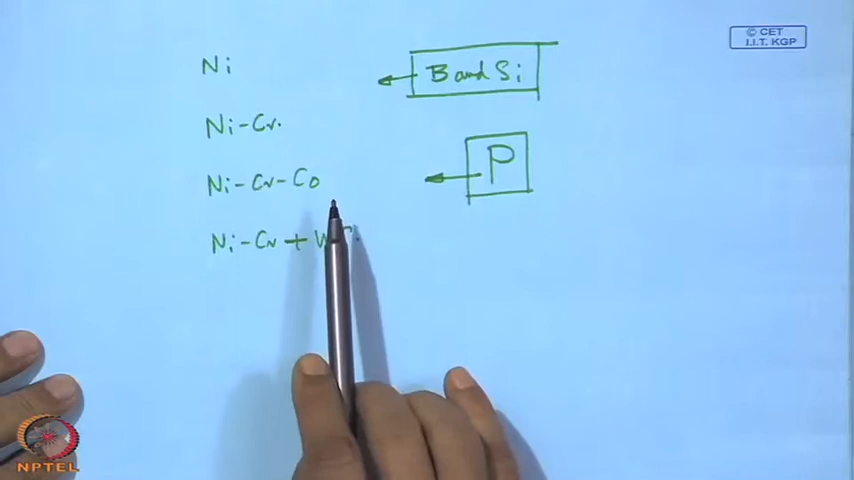 © CET
I.I.T. KGP
Ni
B and Si
Ni-Cr.
P
Ni-Cr-Co
Ni-Cr +
NPTEL